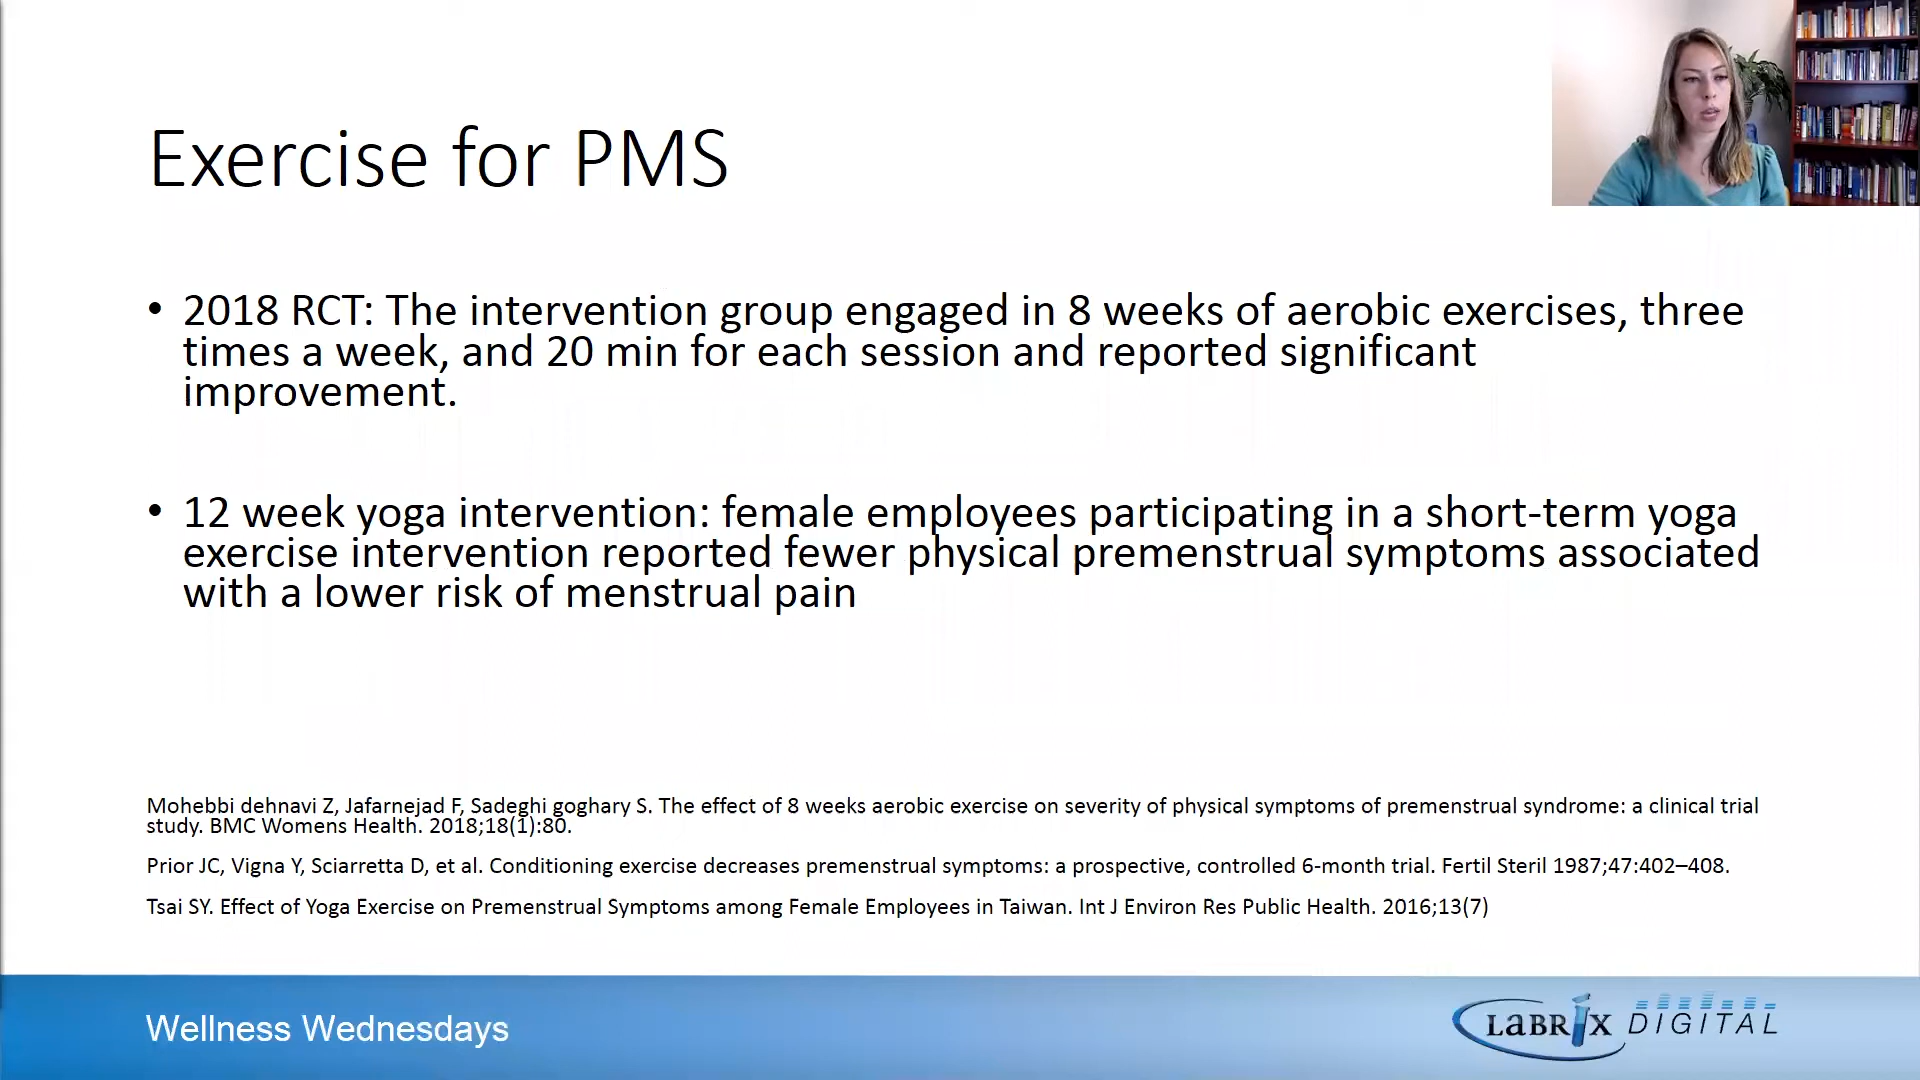 Exercise for PMS
• 2018 RCT: The intervention group engaged in 8 weeks of aerobic exercises, three
times a week, and 20 min for each session and reported significant
improvement.
• 12 week yoga intervention: female employees participating in a short-term yoga
exercise intervention reported fewer physical premenstrual symptoms associated
with a lower risk of menstrual pain
Mohebbi dehnavi Z, Jafarnejad F, Sadeghi goghary S. The effect of 8 weeks aerobic exercise on severity of physical symptoms of premenstrual syndrome: a clinical trial
study. BMC Womens Health. 2018;18(1):80.
Prior JC, Vigna Y, Sciarretta D, et al. Conditioning exercise decreases premenstrual symptoms: a prospective, controlled 6-month trial. Fertil Steril 1987;47:402–408.
Tsai SY. Effect of Yoga Exercise on Premenstrual Symptoms among Female Employees in Taiwan. Int J Environ Res Public Health. 2016;13(7)
Wellness Wednesdays
LABRIX DIGITAL